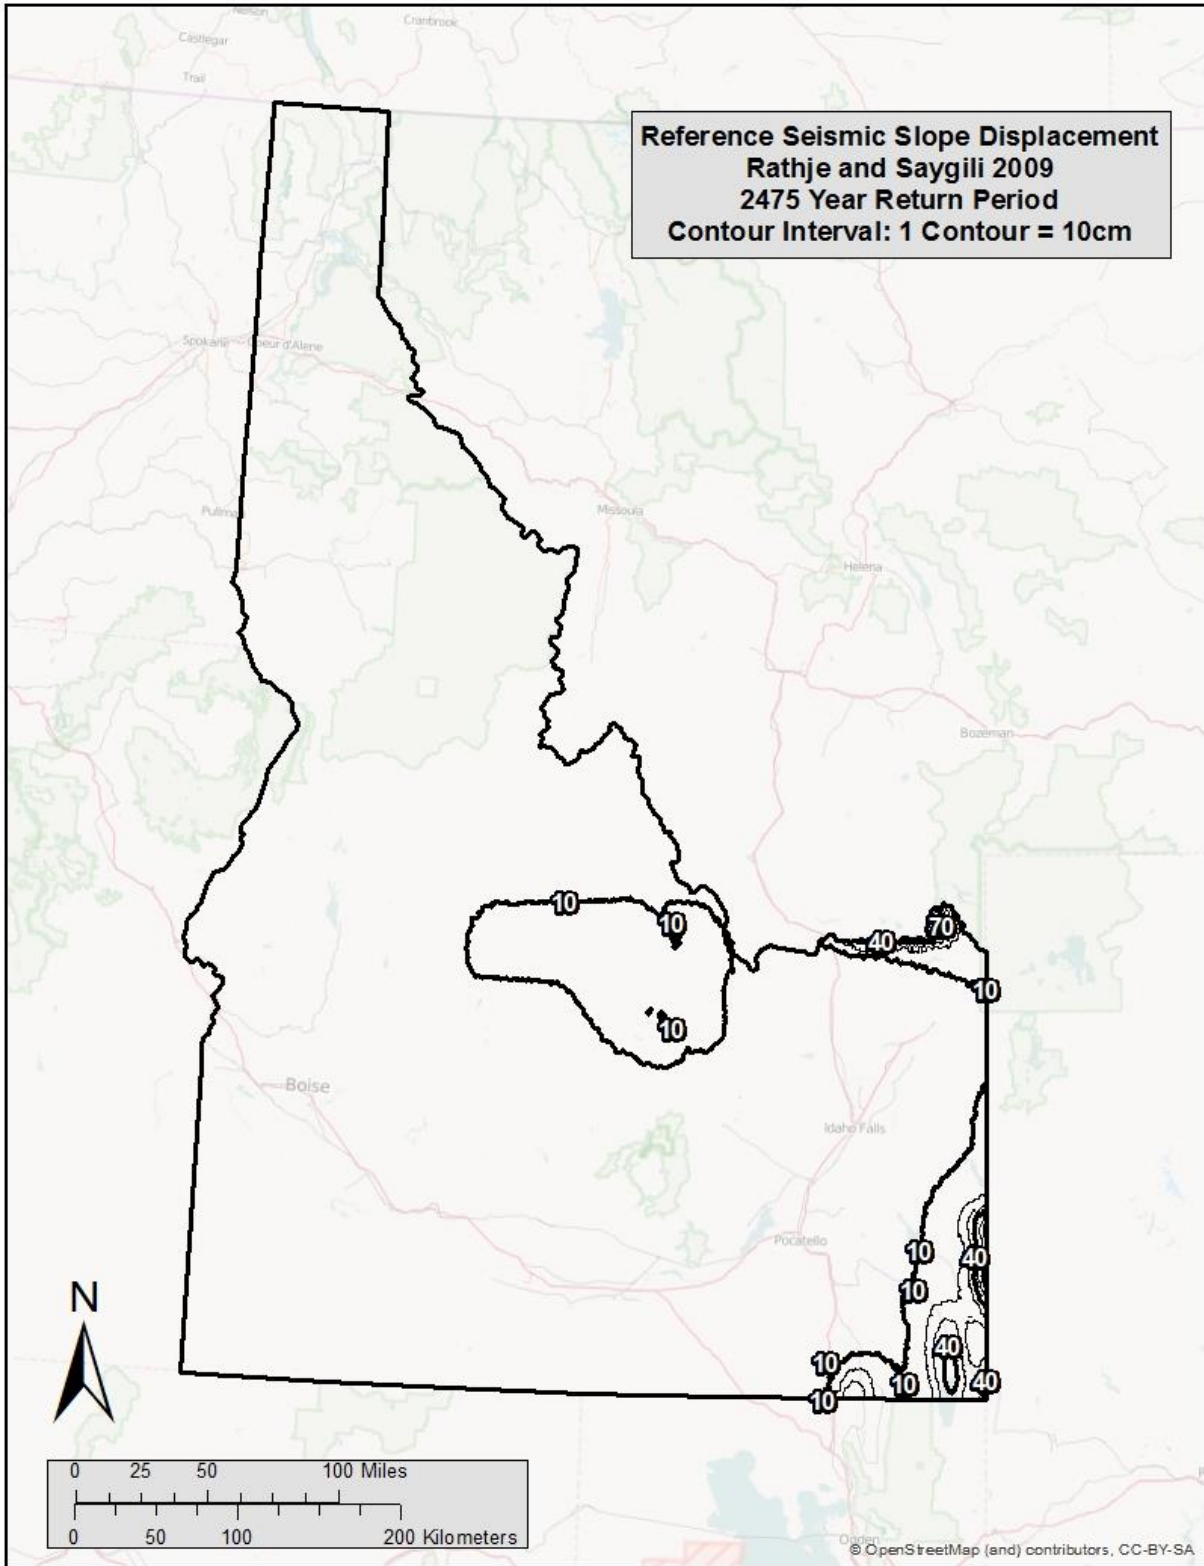 Nelson
Cranbrook
Castlegar
Trail
Reference Seismic Slope Displacement
Rathje and Saygili 2009
2475 Year Return Period
Contour Interval: 1 Contour = 10cm
Spokane
Coeur d'Alene
Pullma
Missoula
Helena
Bozeman
10
10
70
40
10
10
Boise
Idaho Falls
Pocatello
10
40
10
N
40
10
10
40
10
0 25 50 100 Miles
0 50 100 200 Kilometers
Ogden
© OpenStreetMap (and) contributors, CC-BY-SA